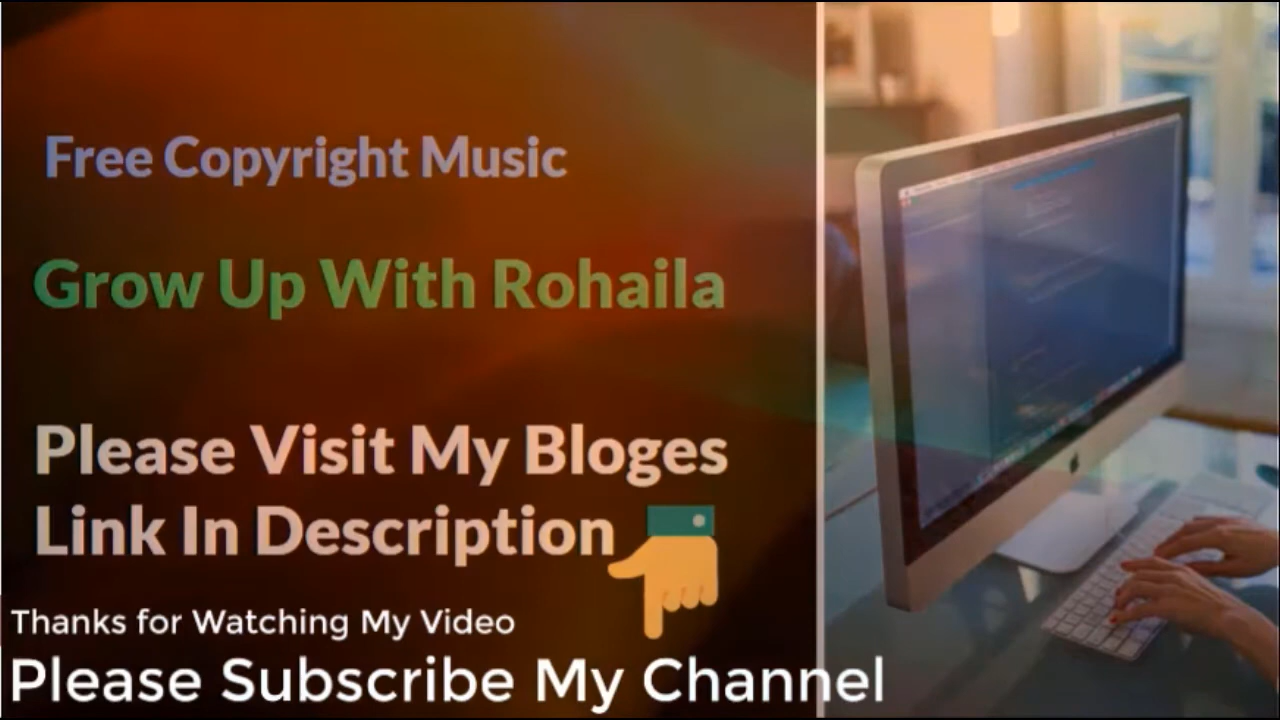 Free Copyright Music
Grow Up With Rohaila
Please Visit My Bloges
Link In Description
Thanks for Watching My Video
Please Subscribe My Channel